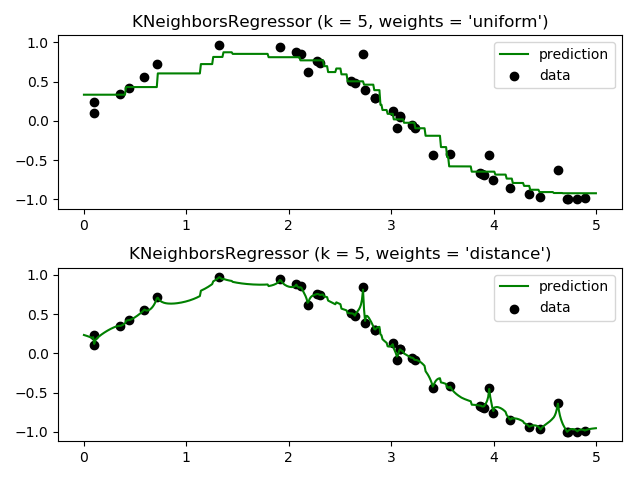 KNeighborsRegressor (k = 5, weights = 'uniform')
1.0
0.5
0.0
−0.5
−1.0
prediction
data
0 1 2 3 4 5
KNeighborsRegressor (k = 5, weights = 'distance')
1.0
0.5
0.0
−0.5
−1.0
prediction
data
0 1 2 3 4 5